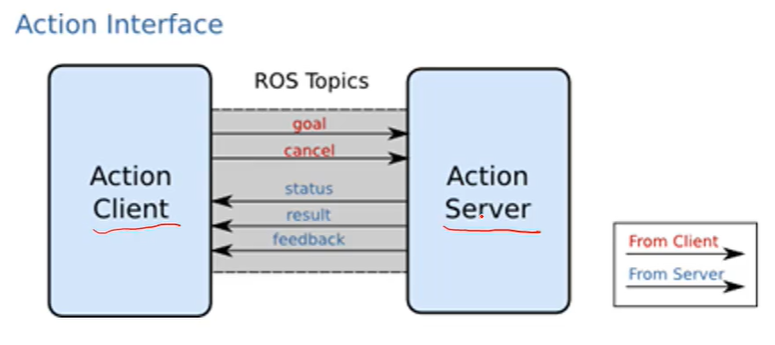 Action Interface
ROS Topics
goal
cancel
status
result
feedback
Action
Client
Action
Server
From Client
From Server